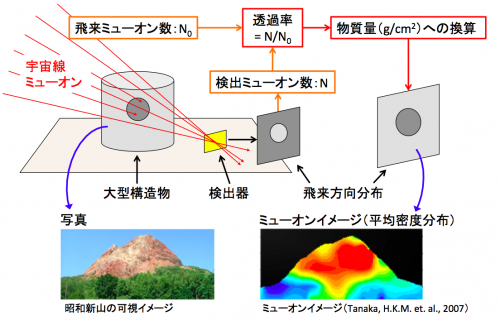 飛来ミューオン数：N₀
透過率
= N/N₀
物質量（g/cm²）への換算
宇宙線
ミューオン
検出ミューオン数：N
大型構造物
検出器
飛来方向分布
写真
ミューオンイメージ（平均密度分布）
昭和新山の可視イメージ
ミューオンイメージ(Tanaka, H.K.M. et. al., 2007)